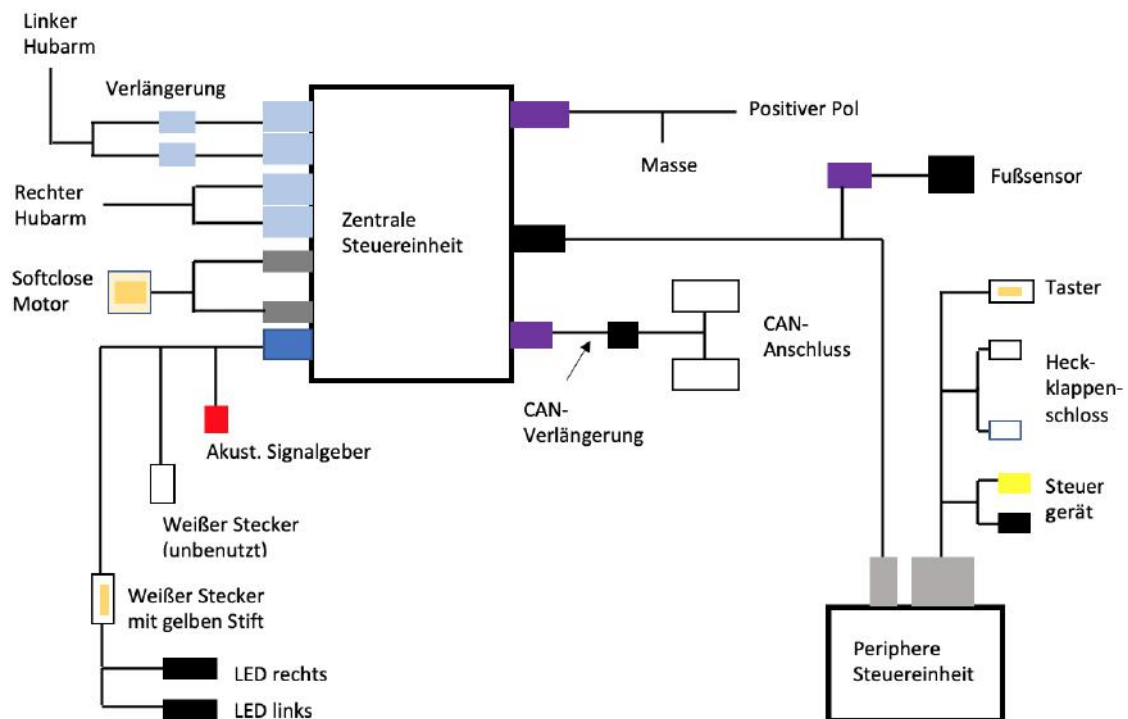 Linker
Hubarm
Verlängerung
Rechter
Hubarm
Softclose
Motor
Zentrale
Steuereinheit
Positiver Pol
Masse
Fußsensor
CAN-
Anschluss
CAN-
Verlängerung
Taster
Heck-
klappen-
schloss
Steuer
gerät
Akust. Signalgeber
Weißer Stecker
(unbenutzt)
Weißer Stecker
mit gelben Stift
LED rechts
LED links
Periphere
Steuereinheit